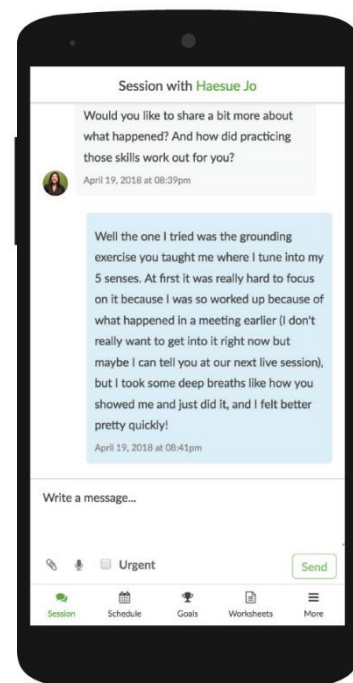 Session with Haesue Jo
Would you like to share a bit more about
what happened? And how did practicing
those skills work out for you?
April 19, 2018 at 08:39pm
Well the one I tried was the grounding
exercise you taught me where I tune into my
5 senses. At first it was really hard to focus
on it because I was so worked up because of
what happened in a meeting earlier (I don't
really want to get into it right now but
maybe I can tell you at our next live session),
but I took some deep breaths like how you
showed me and just did it, and I felt better
pretty quickly!
April 19, 2018 at 08:41pm
Write a message...
Urgent
Send
Session Schedule Goals Worksheets More